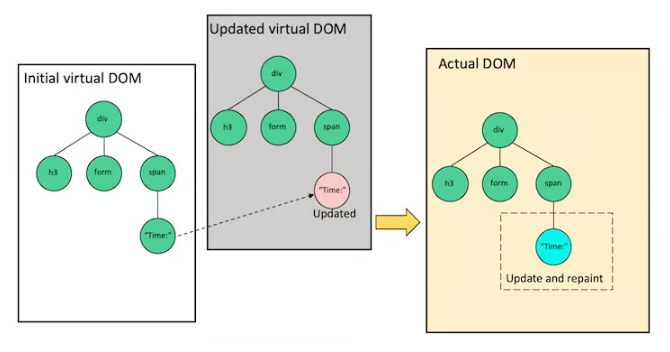 Initial virtual DOM
div
h3
form
span
"Time:"
Updated virtual DOM
div
h3
form
span
"Time:"
Updated
Actual DOM
div
h3
form
span
"Time:"
Update and repaint